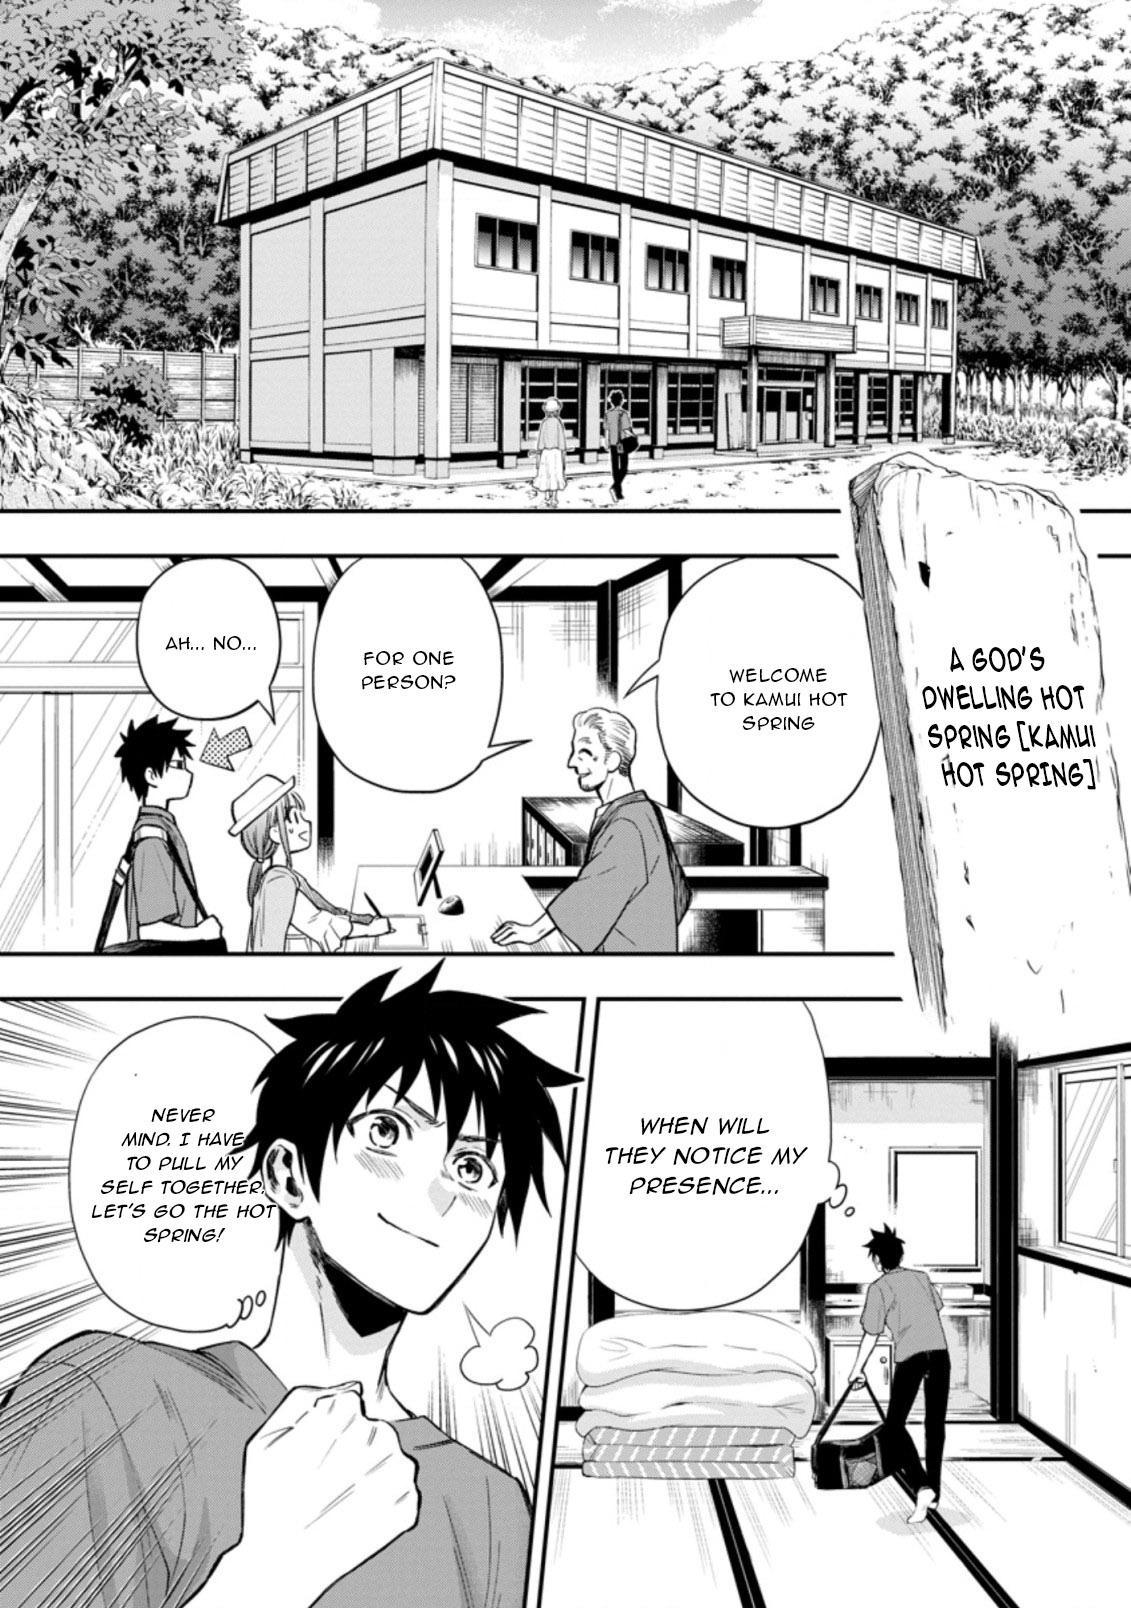 A GOD'S
DWELLING HOT
SPRING [KAMUI
HOT SPRING]
WELCOME
TO KAMUI HOT
SPRING
FOR ONE
PERSON?
AH... NO...
WHEN WILL
THEY NOTICE MY
PRESENCE...
NEVER
MIND. I HAVE
TO PULL MY
SELF TOGETHER.
LET'S GO THE HOT
SPRING!